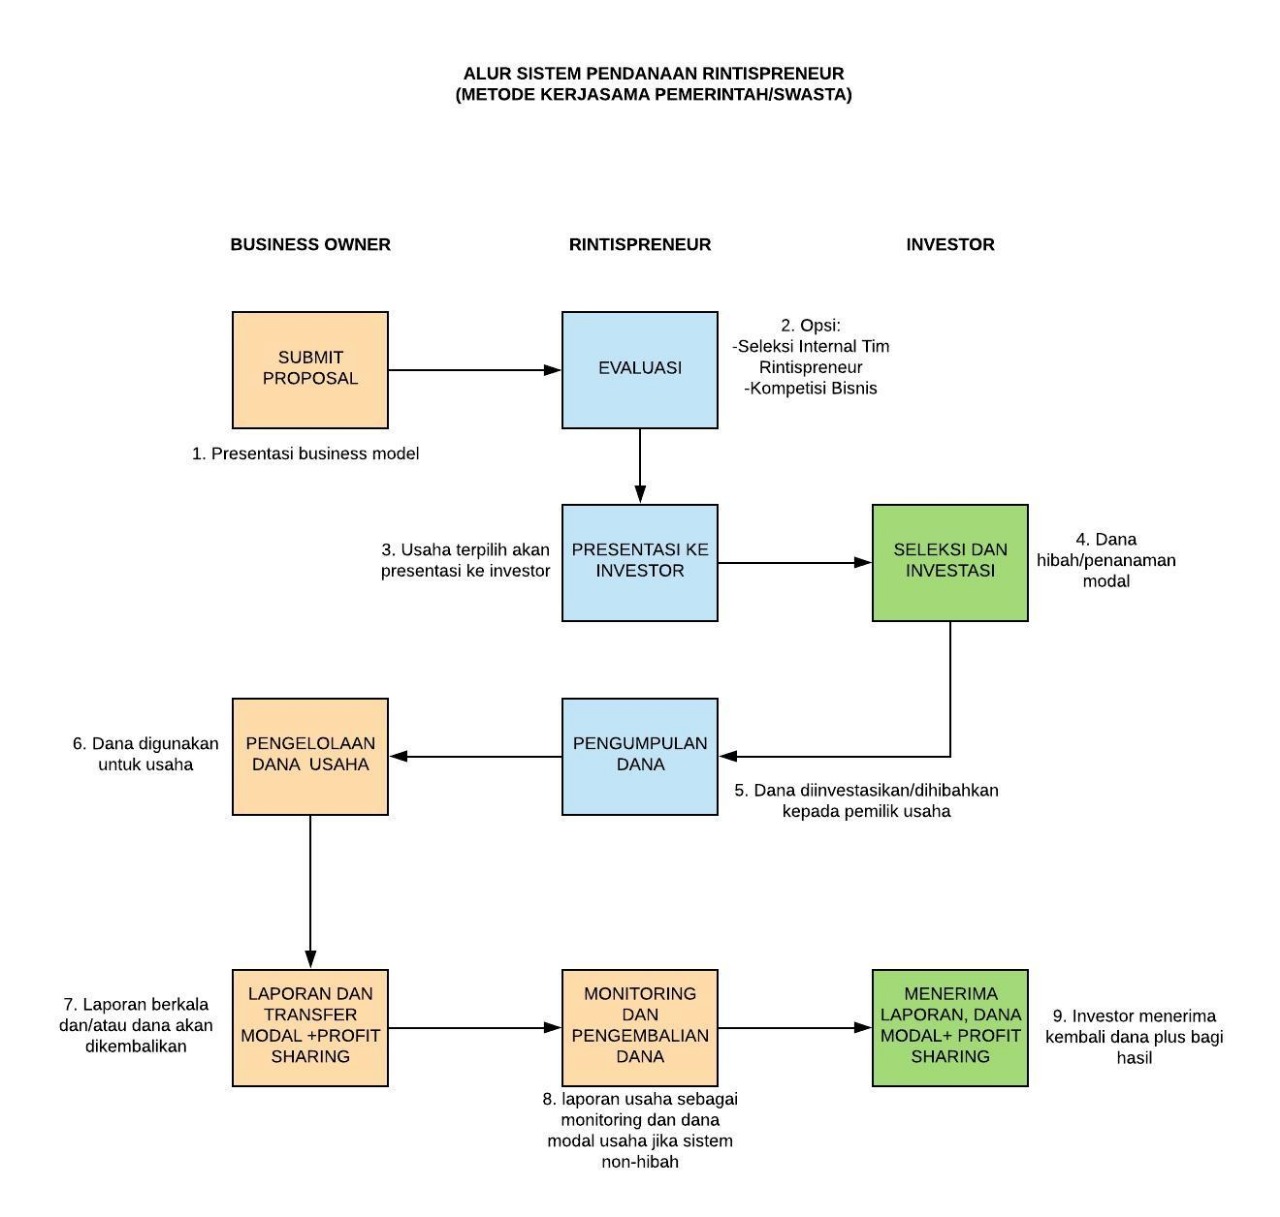 ALUR SISTEM PENDANAAN RINTISPRENEUR
(METODE KERJASAMA PEMERINTAH/SWASTA)
BUSINESS OWNER
RINTISPRENEUR
INVESTOR
SUBMIT
PROPOSAL
1. Presentasi business model
EVALUASI
2. Opsi:
-Seleksi Internal Tim
Rintispreneur
-Kompetisi Bisnis
3. Usaha terpilih akan
presentasi ke investor
PRESENTASI KE
INVESTOR
SELEKSI DAN
INVESTASI
4. Dana
hibah/penanaman
modal
6. Dana digunakan
untuk usaha
PENGELOLAAN
DANA  USAHA
PENGUMPULAN
DANA
5. Dana diinvestasikan/dihibahkan
kepada pemilik usaha
7. Laporan berkala
dan/atau dana akan
dikembalikan
LAPORAN DAN
TRANSFER
MODAL +PROFIT
SHARING
MONITORING
DAN
PENGEMBALIAN
DANA
8. laporan usaha sebagai
monitoring dan dana
modal usaha jika sistem
non-hibah
MENERIMA
LAPORAN, DANA
MODAL+ PROFIT
SHARING
9. Investor menerima
kembali dana plus bagi
hasil